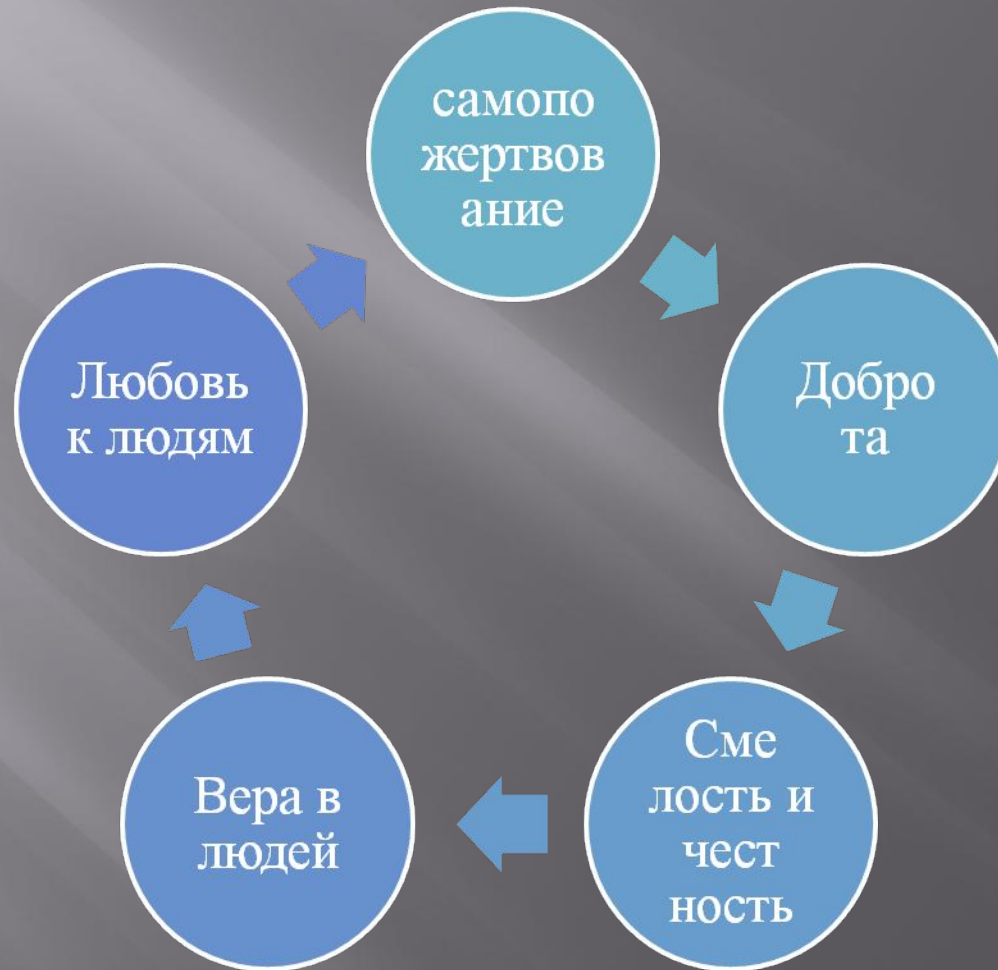 самопо
жертвов
ание
Добро
та
Сме
лость и
чест
ность
Вера в
людей
Любовь
к людям